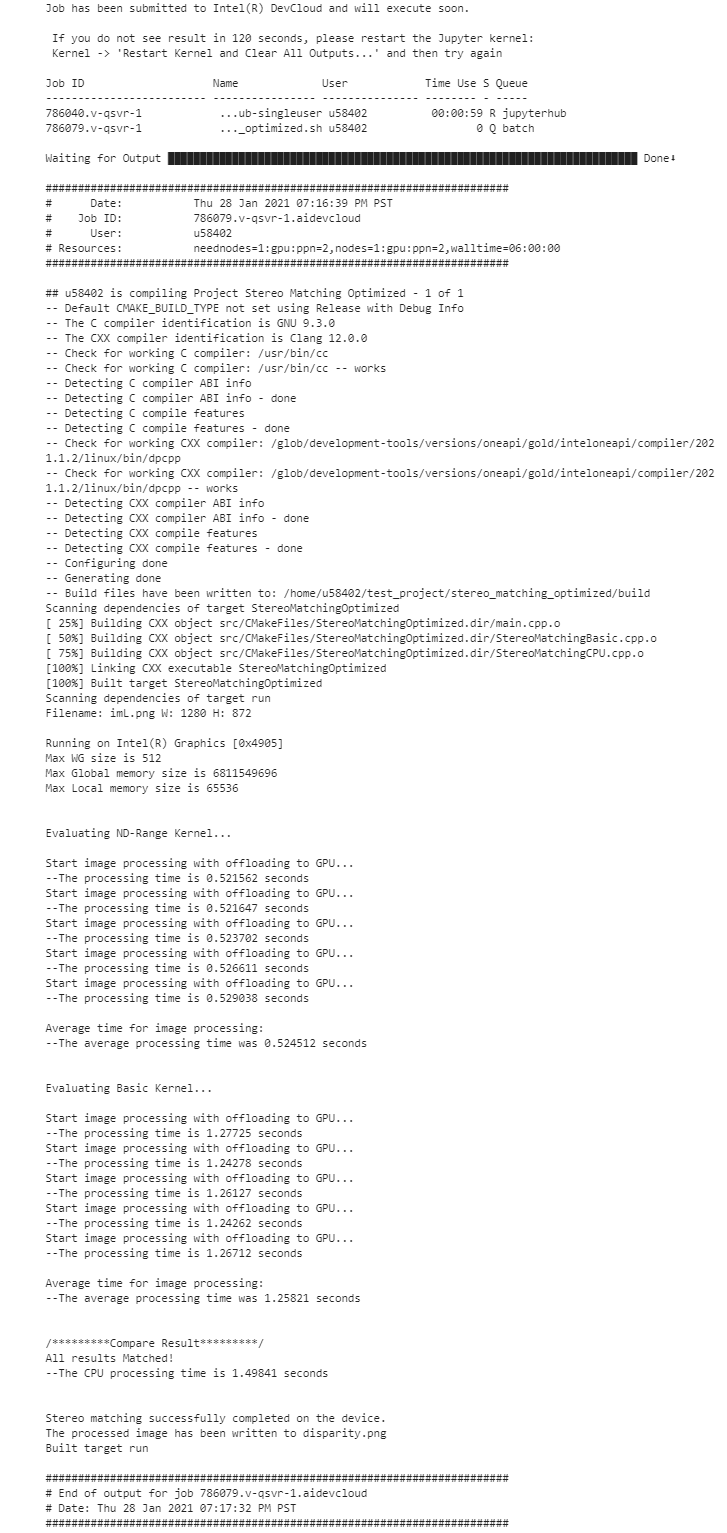 Job has been submitted to Intel(R) DevCloud and will execute soon.
If you do not see result in 120 seconds, please restart the Jupyter kernel:
Kernel -> 'Restart Kernel and Clear All Outputs...' and then try again
Job ID                    Name             User            Time Use S Queue
------------------------- ---------------- --------------- -------- - -----
786040.v-qsvr-1            ...ub-singleuser u58402          00:00:59 R jupyterhub
786079.v-qsvr-1            ..._optimized.sh u58402                 0 Q batch
Waiting for Output ████████████████████████████████████████████████████████████ Done⬇
########################################################################
#      Date:           Thu 28 Jan 2021 07:16:39 PM PST
#    Job ID:           786079.v-qsvr-1.aidevcloud
#      User:           u58402
# Resources:           neednodes=1:gpu:ppn=2,nodes=1:gpu:ppn=2,walltime=06:00:00
########################################################################
## u58402 is compiling Project Stereo Matching Optimized - 1 of 1
-- Default CMAKE_BUILD_TYPE not set using Release with Debug Info
-- The C compiler identification is GNU 9.3.0
-- The CXX compiler identification is Clang 12.0.0
-- Check for working C compiler: /usr/bin/cc
-- Check for working C compiler: /usr/bin/cc -- works
-- Detecting C compiler ABI info
-- Detecting C compiler ABI info - done
-- Detecting C compile features
-- Detecting C compile features - done
-- Check for working CXX compiler: /glob/development-tools/versions/oneapi/gold/inteloneapi/compiler/202
1.1.2/linux/bin/dpcpp
-- Check for working CXX compiler: /glob/development-tools/versions/oneapi/gold/inteloneapi/compiler/202
1.1.2/linux/bin/dpcpp -- works
-- Detecting CXX compiler ABI info
-- Detecting CXX compiler ABI info - done
-- Detecting CXX compile features
-- Detecting CXX compile features - done
-- Configuring done
-- Generating done
-- Build files have been written to: /home/u58402/test_project/stereo_matching_optimized/build
Scanning dependencies of target StereoMatchingOptimized
[ 25%] Building CXX object src/CMakeFiles/StereoMatchingOptimized.dir/main.cpp.o
[ 50%] Building CXX object src/CMakeFiles/StereoMatchingOptimized.dir/StereoMatchingBasic.cpp.o
[ 75%] Building CXX object src/CMakeFiles/StereoMatchingOptimized.dir/StereoMatchingCPU.cpp.o
[100%] Linking CXX executable StereoMatchingOptimized
[100%] Built target StereoMatchingOptimized
Scanning dependencies of target run
Filename: imL.png W: 1280 H: 872
Running on Intel(R) Graphics [0x4905]
Max WG size is 512
Max Global memory size is 6811549696
Max Local memory size is 65536
Evaluating ND-Range Kernel...
Start image processing with offloading to GPU...
--The processing time is 0.521562 seconds
Start image processing with offloading to GPU...
--The processing time is 0.521647 seconds
Start image processing with offloading to GPU...
--The processing time is 0.523702 seconds
Start image processing with offloading to GPU...
--The processing time is 0.526611 seconds
Start image processing with offloading to GPU...
--The processing time is 0.529038 seconds
Average time for image processing:
--The average processing time was 0.524512 seconds
Evaluating Basic Kernel...
Start image processing with offloading to GPU...
--The processing time is 1.27725 seconds
Start image processing with offloading to GPU...
--The processing time is 1.24278 seconds
Start image processing with offloading to GPU...
--The processing time is 1.26127 seconds
Start image processing with offloading to GPU...
--The processing time is 1.24262 seconds
Start image processing with offloading to GPU...
--The processing time is 1.26712 seconds
Average time for image processing:
--The average processing time was 1.25821 seconds
/*********Compare Result*********/
All results Matched!
--The CPU processing time is 1.49841 seconds
Stereo matching successfully completed on the device.
The processed image has been written to disparity.png
Built target run
########################################################################
# End of output for job 786079.v-qsvr-1.aidevcloud
# Date: Thu 28 Jan 2021 07:17:32 PM PST
########################################################################